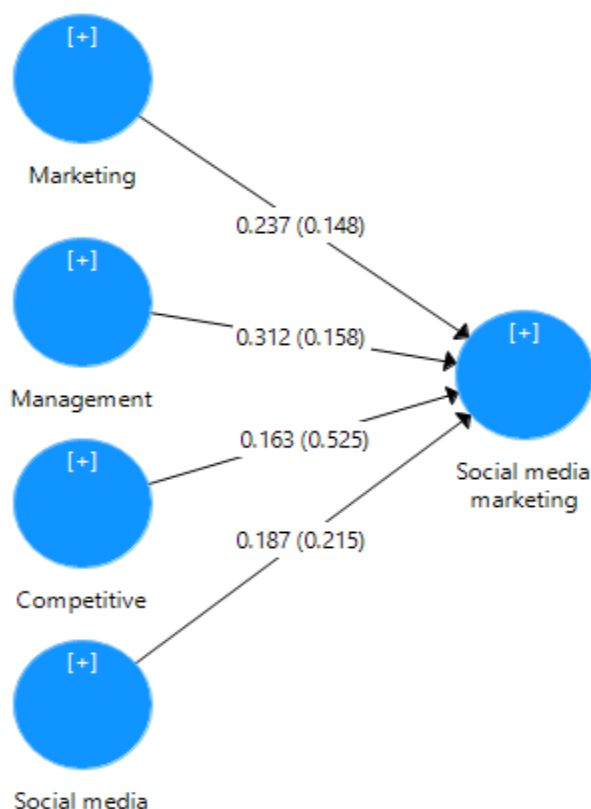 [+]
Marketing
0.237 (0.148)
[+]
Management
0.312 (0.158)
[+]
Social media
marketing
[+]
Competitive
0.163 (0.525)
0.187 (0.215)
[+]
Social media